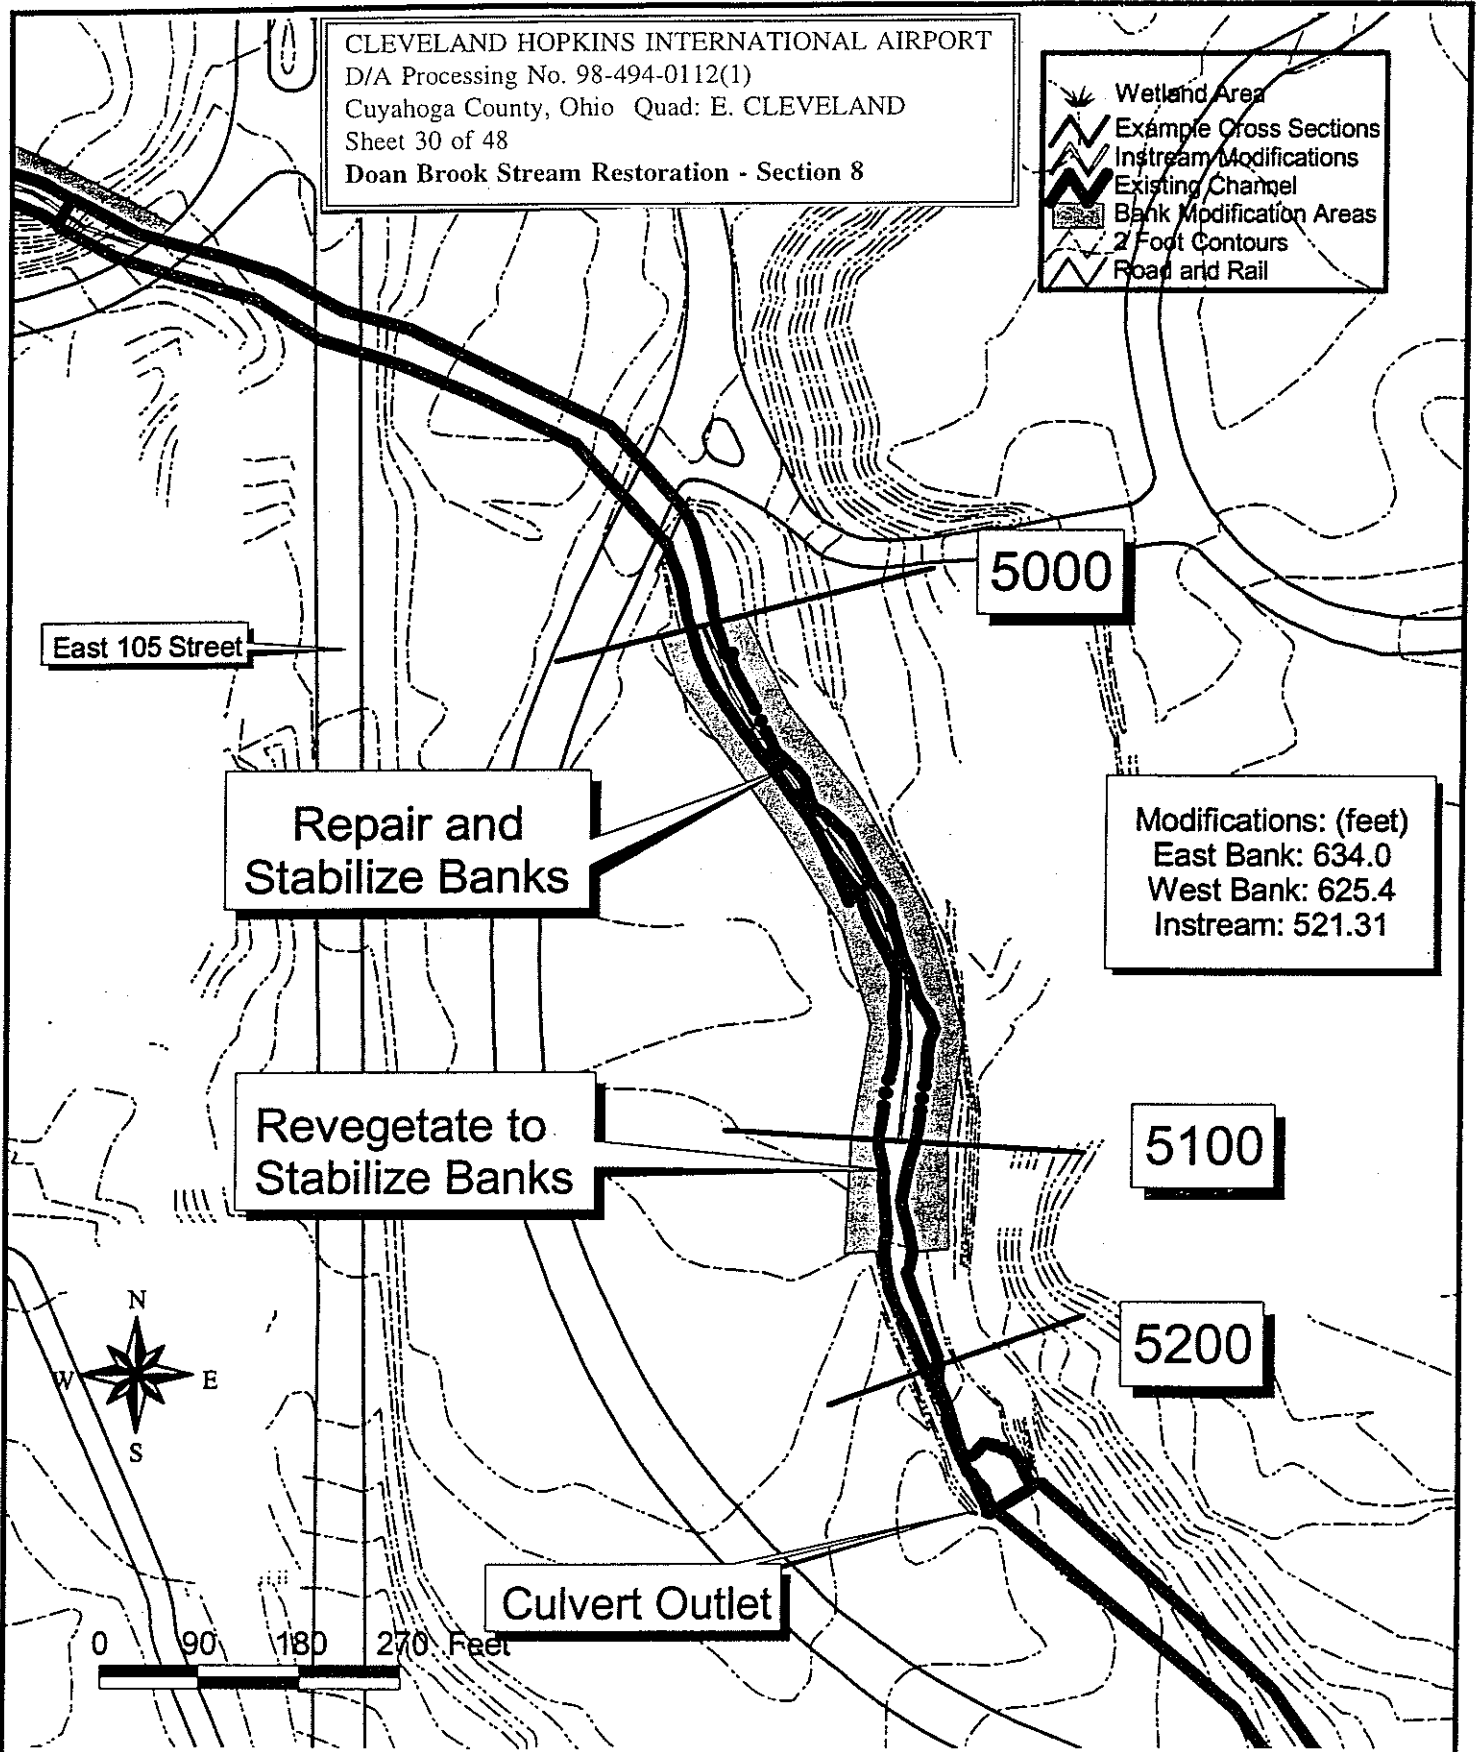 CLEVELAND HOPKINS INTERNATIONAL AIRPORT
D/A Processing No. 98-494-0112(1)
Cuyahoga County, Ohio Quad: E. CLEVELAND
Sheet 30 of 48
Doan Brook Stream Restoration - Section 8
Wetland Area
Example Cross Sections
Instream Modifications
Existing Channel
Bank Modification Areas
2 Foot Contours
Road and Rail
5000
East 105 Street
Repair and
Stabilize Banks
Modifications: (feet)
East Bank: 634.0
West Bank: 625.4
Instream: 521.31
Revegetate to
Stabilize Banks
5100
5200
N
W E
S
Culvert Outlet
0 90 180 270 Feet